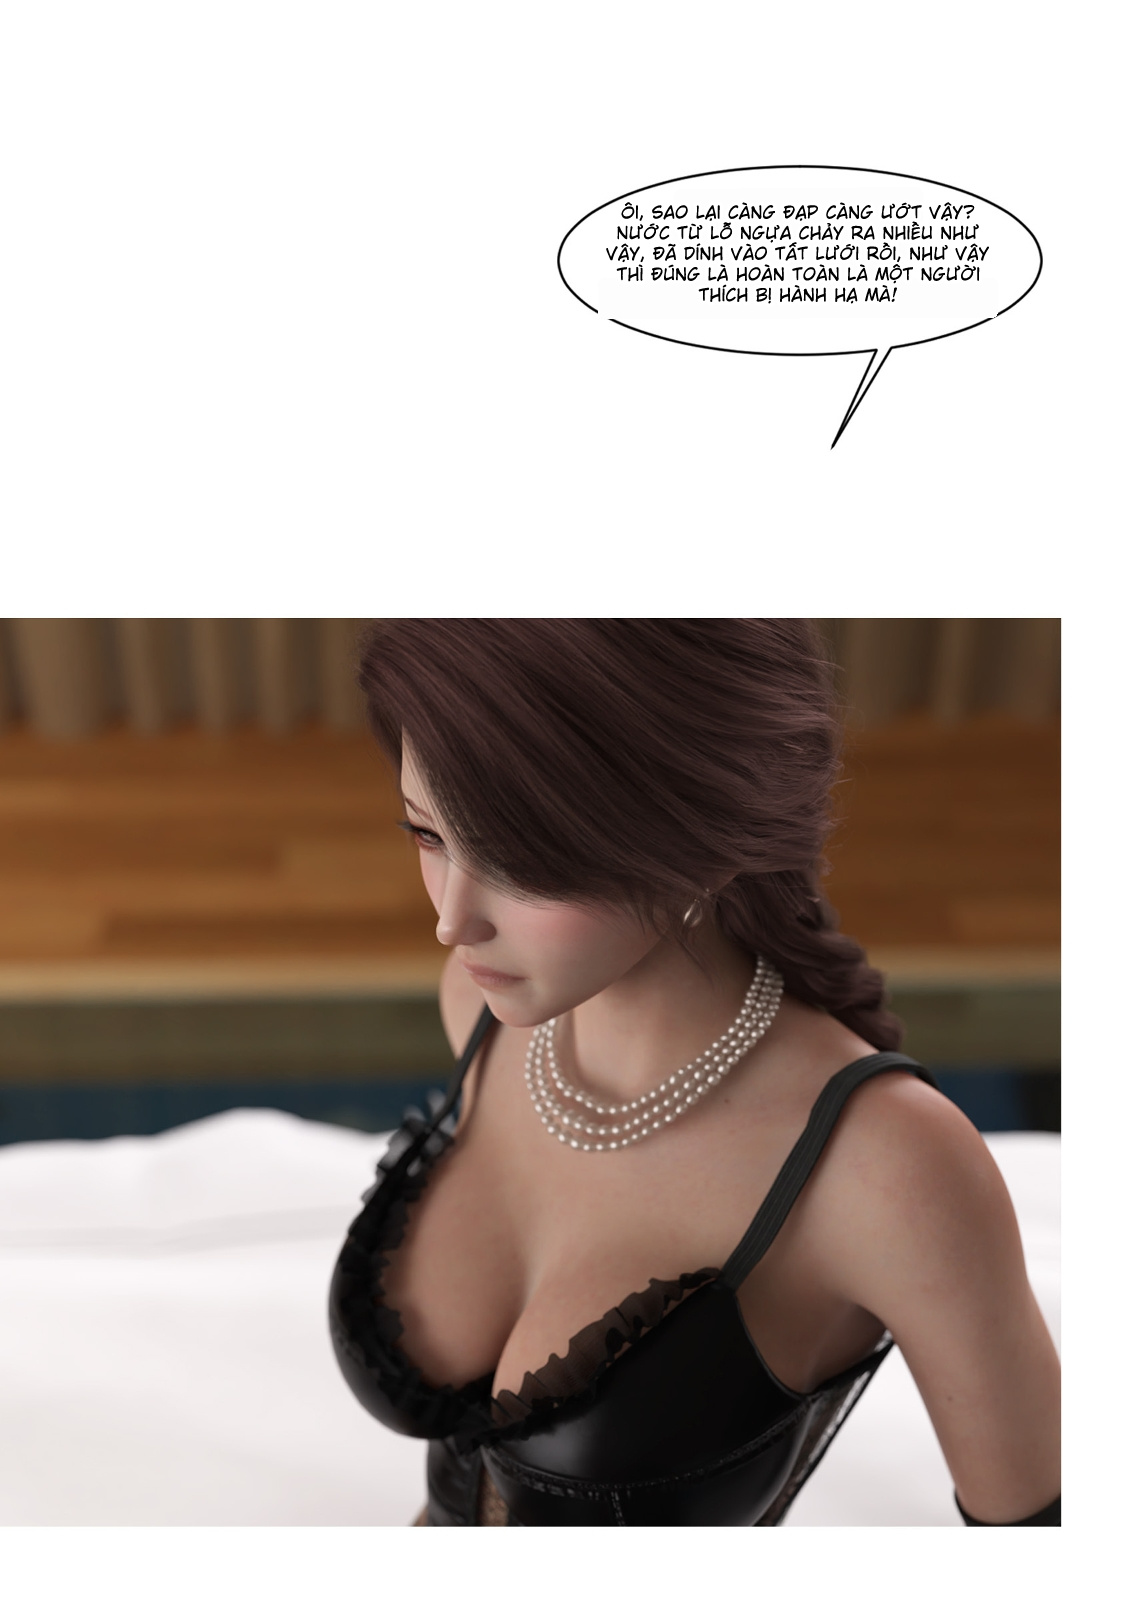 ÔI, SAO LẠI CÀNG ĐẠP CÀNG ƯỚT VẬY?
NƯỚC TỪ LỖ NGỰA CHẢY RA NHIỀU NHƯ
VẬY, ĐÃ DÍNH VÀO TẤT LƯỚI RỒI, NHƯ VẬY
THÌ ĐÚNG LÀ HOÀN TOÀN LÀ MỘT NGƯỜI
THÍCH BỊ HÀNH HẠ MÀ!